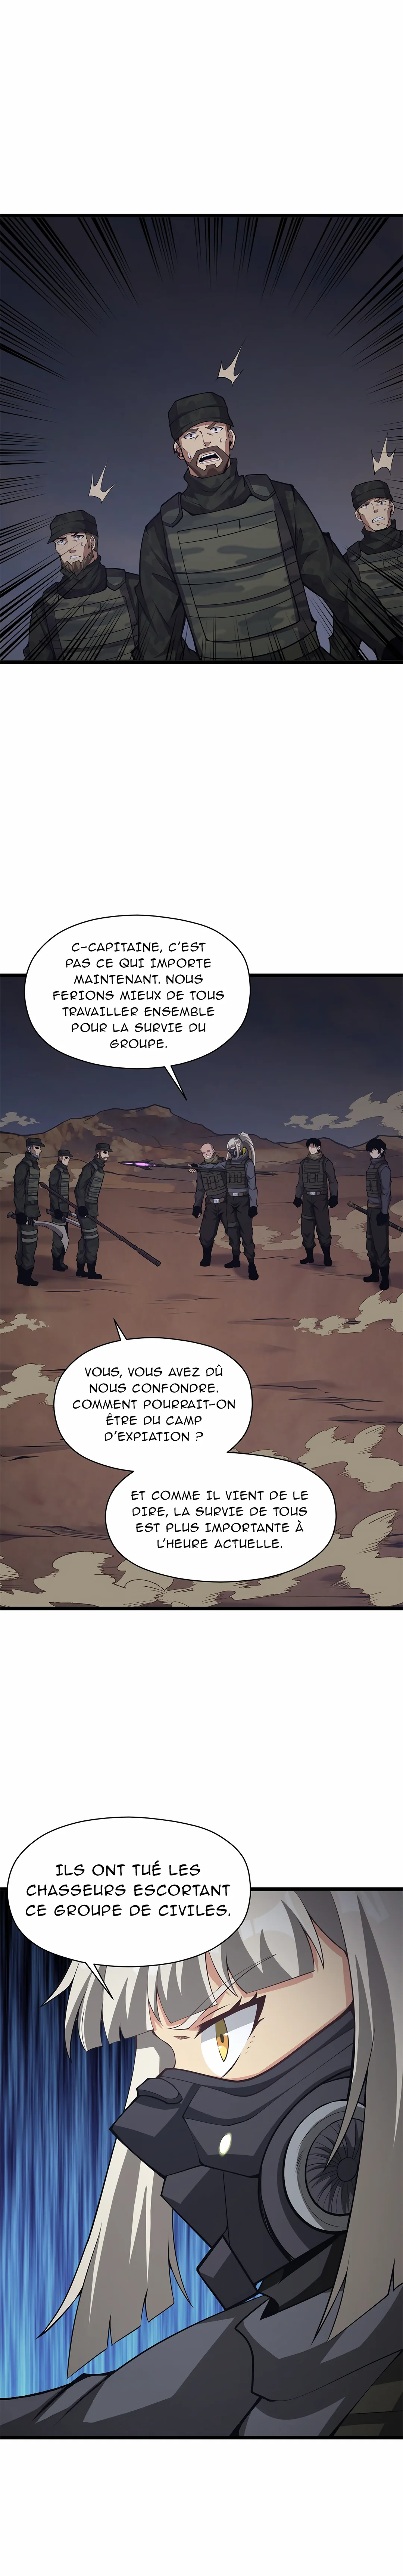 C-CAPITAINE, C'EST
PAS CE QUI IMPORTE
MAINTENANT. NOUS
FERIONS MIEUX DE TOUS
TRAVAILLER ENSEMBLE
POUR LA SURVIE DU
GROUPE.
VOUS, VOUS AVEZ DÛ
NOUS CONFONDRE.
COMMENT POURRAIT-ON
ÊTRE DU CAMP
D'EXPIATION ?
ET COMME IL VIENT DE LE
DIRE, LA SURVIE DE TOUS
EST PLUS IMPORTANTE À
L'HEURE ACTUELLE.
ILS ONT TUÉ LES
CHASSEURS ESCORTANT
CE GROUPE DE CIVILES.